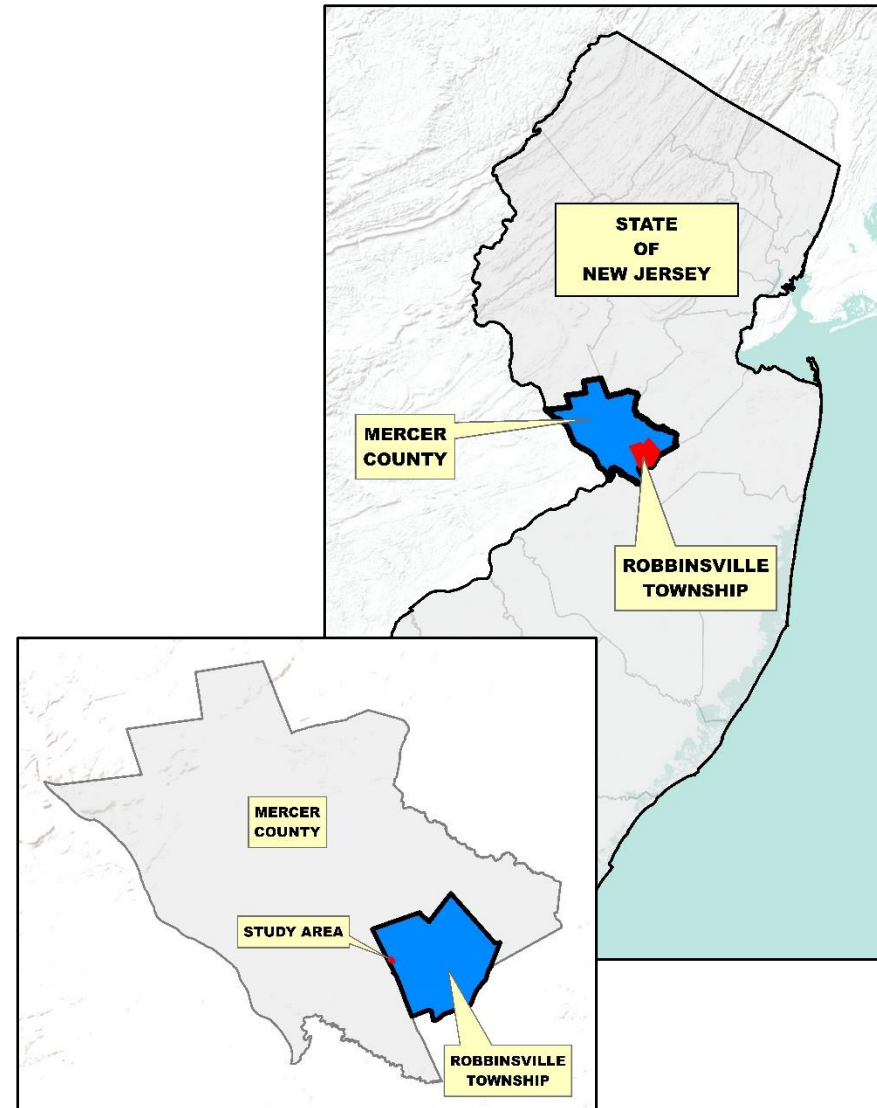 STATE
OF
NEW JERSEY
MERCER
COUNTY
ROBBINSVILLE
TOWNSHIP
MERCER
COUNTY
STUDY AREA
ROBBINSVILLE
TOWNSHIP